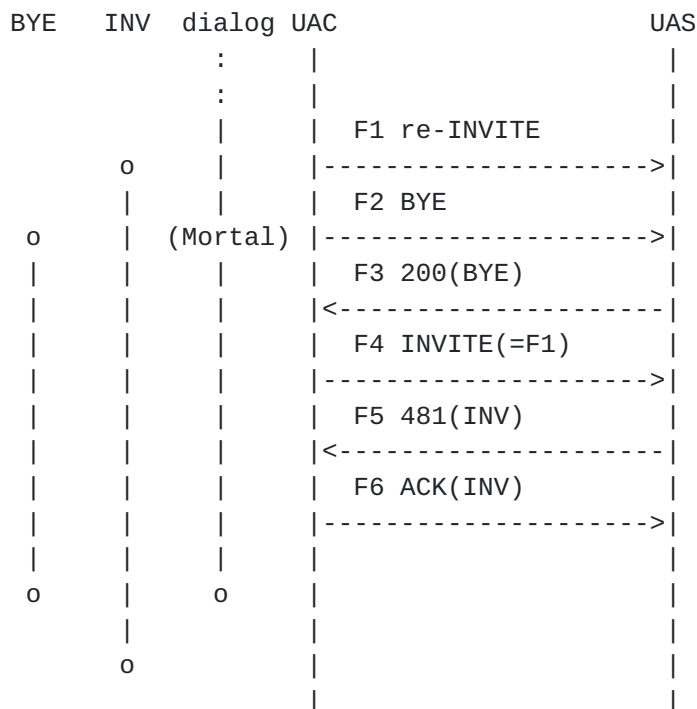 BYE INV dialog UAC UAS
F1 re-INVITE
F2 BYE
(Mortal)
F3 200(BYE)
F4 INVITE(=F1)
F5 481(INV)
F6 ACK(INV)